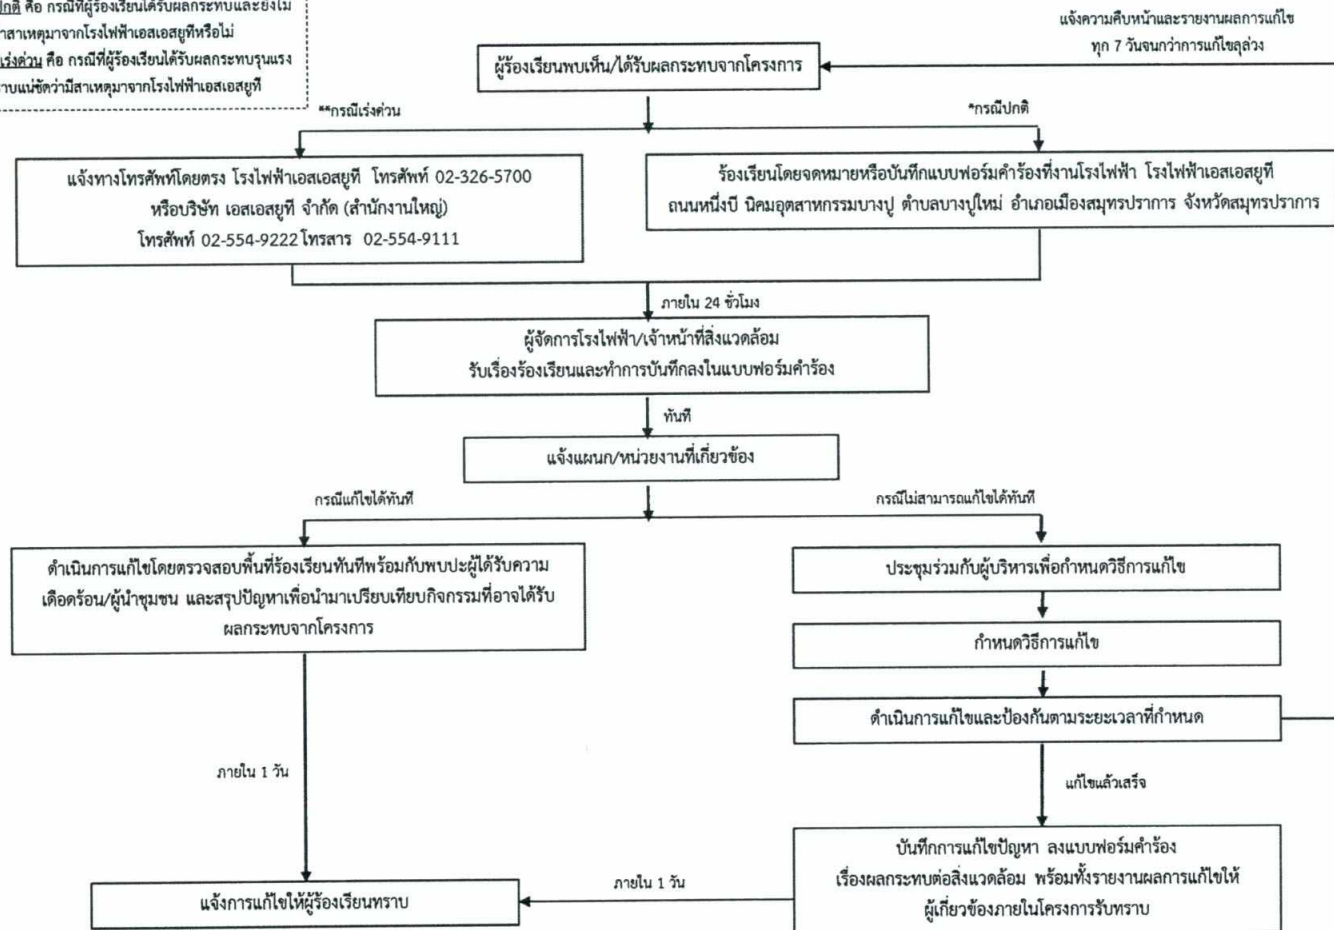 ปกติ คือ กรณีที่ผู้ร้องเรียนได้รับผลกระทบและยังไม่
สาเหตุมาจากโรงไฟฟ้าเอสเอสยูทีหรือไม่
เร่งด่วน คือ กรณีที่ผู้ร้องเรียนได้รับผลกระทบรุนแรง
ราบแน่ชัดว่ามีสาเหตุมาจากโรงไฟฟ้าเอสเอสยูที
แจ้งความคืบหน้าและรายงานผลการแก้ไข
ทุก 7 วันจนกว่าการแก้ไขลุล่วง
ผู้ร้องเรียนพบเห็น/ได้รับผลกระทบจากโครงการ
**กรณีเร่งด่วน
*กรณีปกติ
แจ้งทางโทรศัพท์โดยตรง โรงไฟฟ้าเอสเอสยูที โทรศัพท์ 02-326-5700
หรือบริษัท เอสเอสยูที จำกัด (สำนักงานใหญ่)
โทรศัพท์ 02-554-9222 โทรสาร 02-554-9111
ร้องเรียนโดยจดหมายหรือบันทึกแบบฟอร์มคำร้องที่งานโรงไฟฟ้า โรงไฟฟ้าเอสเอสยูที
ถนนหนึ่งบี นิคมอุตสาหกรรมบางปู ตำบลบางปูใหม่ อำเภอเมืองสมุทรปราการ จังหวัดสมุทรปราการ
ภายใน 24 ชั่วโมง
ผู้จัดการโรงไฟฟ้า/เจ้าหน้าที่สิ่งแวดล้อม
รับเรื่องร้องเรียนและทำการบันทึกลงในแบบฟอร์มคำร้อง
ทันที
แจ้งแผนก/หน่วยงานที่เกี่ยวข้อง
กรณีแก้ไขได้ทันที
กรณีไม่สามารถแก้ไขได้ทันที
ดำเนินการแก้ไขโดยตรวจสอบพื้นที่ร้องเรียนทันทีพร้อมกับพบปะผู้ได้รับความ
เดือดร้อน/ผู้นำชุมชน และสรุปปัญหาเพื่อนำมาเปรียบเทียบกิจกรรมที่อาจได้รับ
ผลกระทบจากโครงการ
ประชุมร่วมกับผู้บริหารเพื่อกำหนดวิธีการแก้ไข
กำหนดวิธีการแก้ไข
ดำเนินการแก้ไขและป้องกันตามระยะเวลาที่กำหนด
ภายใน 1 วัน
แก้ไขแล้วเสร็จ
บันทึกการแก้ไขปัญหา ลงแบบฟอร์มคำร้อง
เรื่องผลกระทบต่อสิ่งแวดล้อม พร้อมทั้งรายงานผลการแก้ไขให้
ผู้เกี่ยวข้องภายในโครงการรับทราบ
ภายใน 1 วัน
แจ้งการแก้ไขให้ผู้ร้องเรียนทราบ